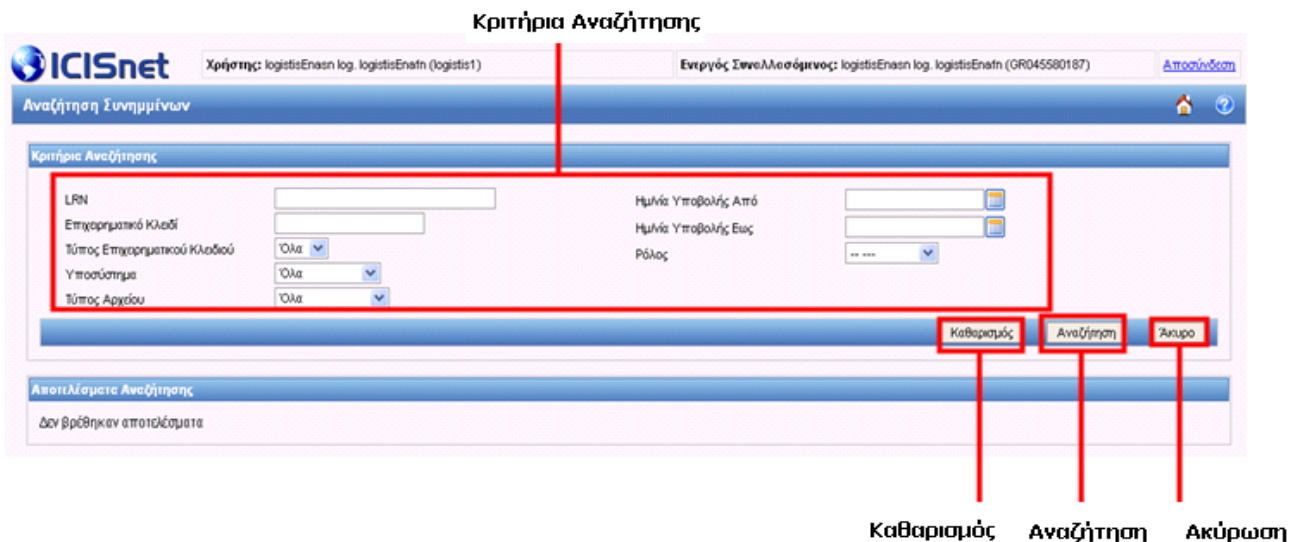 Κριτήρια Αναζήτησης
ICISnet Χρήστης: logistisEnasn log. logistisEnatn (logistis1) Ενεργός Συναλλασόμενος: logistisEnasn log. logistisEnatn (GR045580187) Αποσύνδεση
Αναζήτηση Συνημμένων
Κριτήρια Αναζήτησης
LRN Ημ/νία Υποβολής Από
Επιχειρηματικό Κλειδί Ημ/νία Υποβολής Εως
Τύπος Επιχειρηματικού Κλειδιού Όλα Ρόλος -- ---
Υποσύστημα Όλα
Τύπος Αρχείου Όλα
Καθαρισμός Αναζήτηση Άκυρο
Αποτελέσματα Αναζήτησης
Δεν βρέθηκαν αποτελέσματα
Καθαρισμός Αναζήτηση Ακύρωση